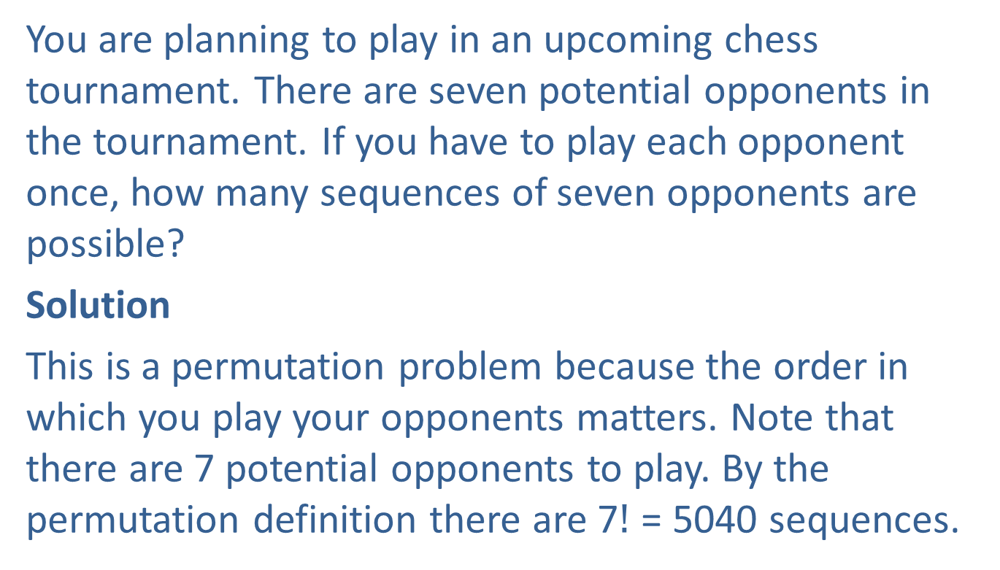 You are planning to play in an upcoming chess
tournament. There are seven potential opponents in
the tournament. If you have to play each opponent
once, how many sequences of seven opponents are
possible?
Solution
This is a permutation problem because the order in
which you play your opponents matters. Note that
there are 7 potential opponents to play. By the
permutation definition there are 7! = 5040 sequences.